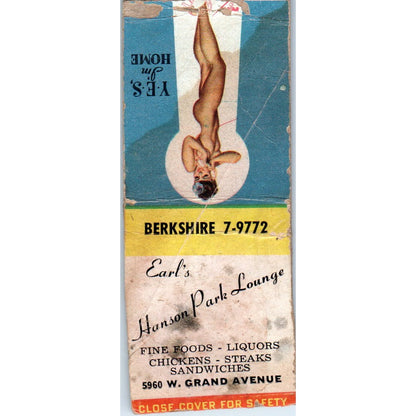 Y-E-S,
I'm
HOME
BERKSHIRE 7-9772
Earl's
Hanson Park Lounge
FINE FOODS - LIQUORS
CHICKENS - STEAKS
SANDWICHES
5960 W. GRAND AVENUE
CLOSE COVER FOR SAFETY